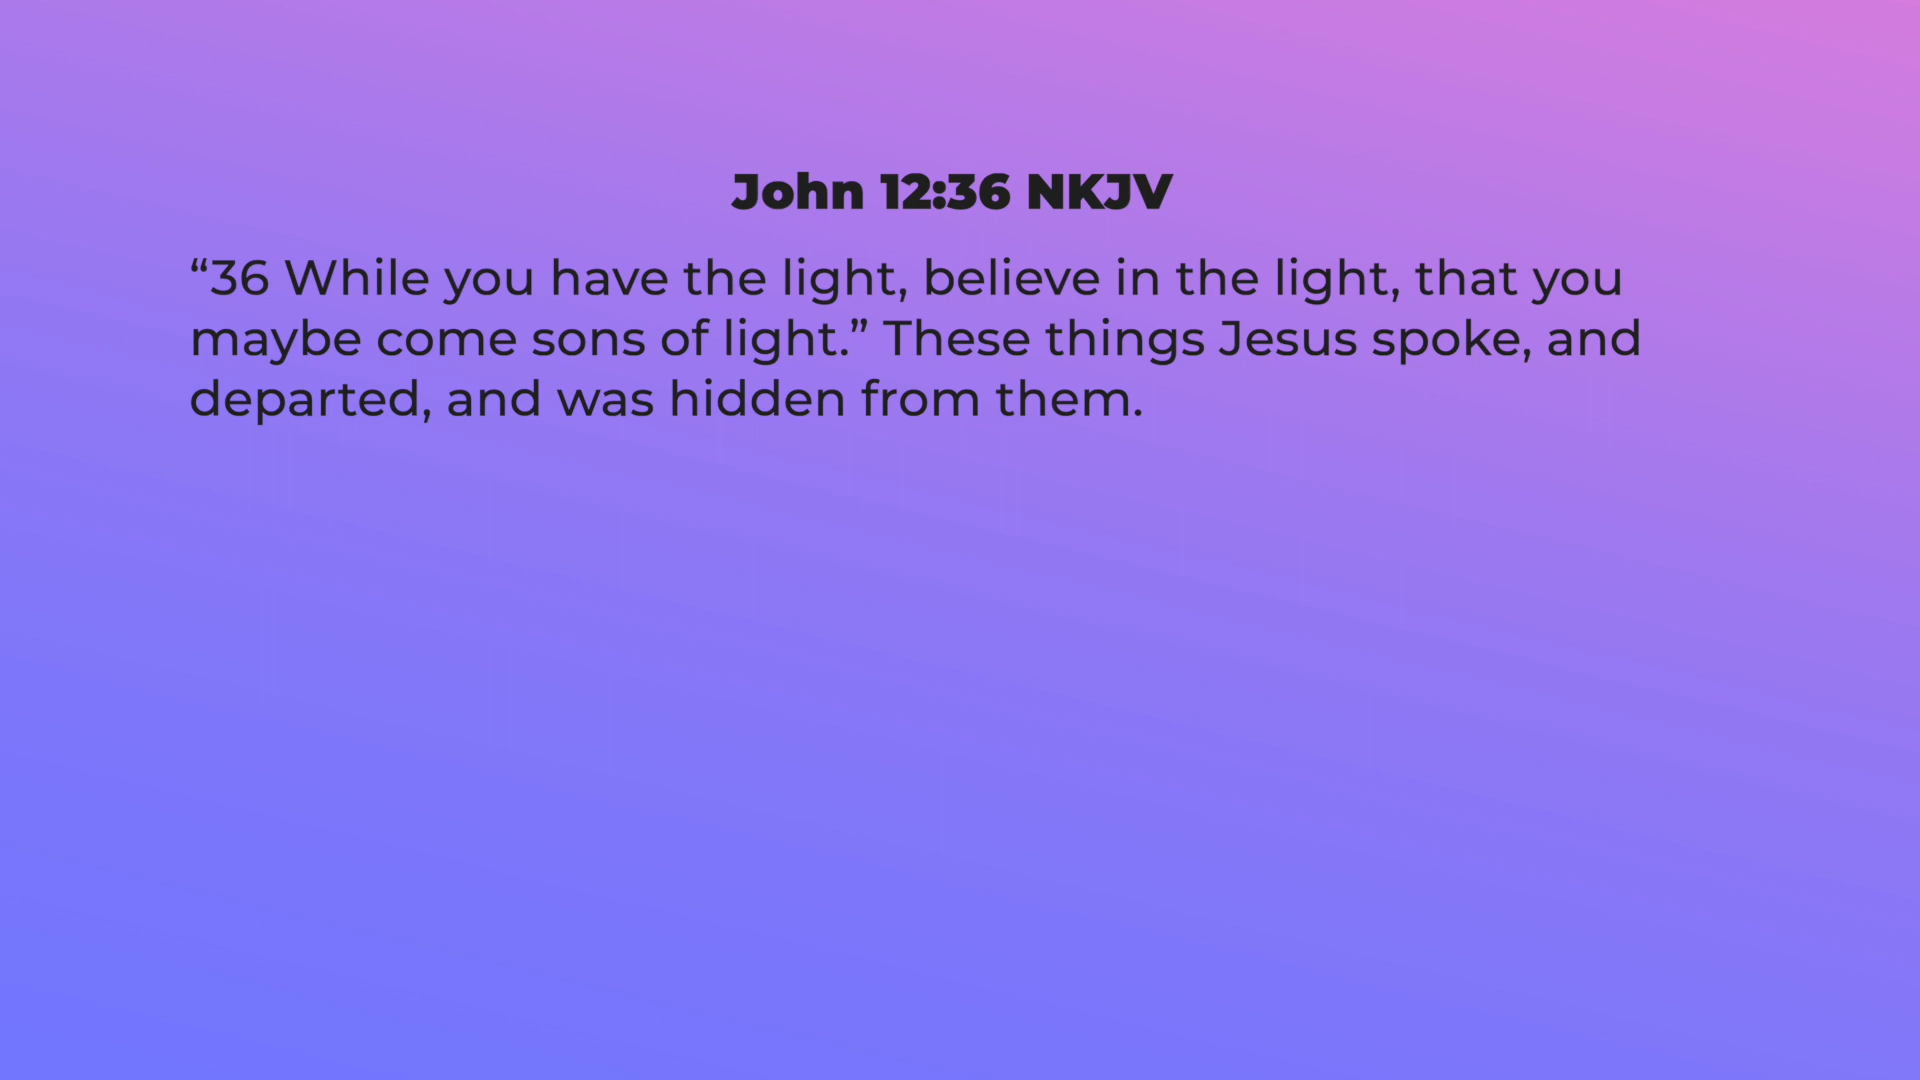 John 12:36 NKJV
“36 While you have the light, believe in the light, that you
maybe come sons of light.” These things Jesus spoke, and
departed, and was hidden from them.